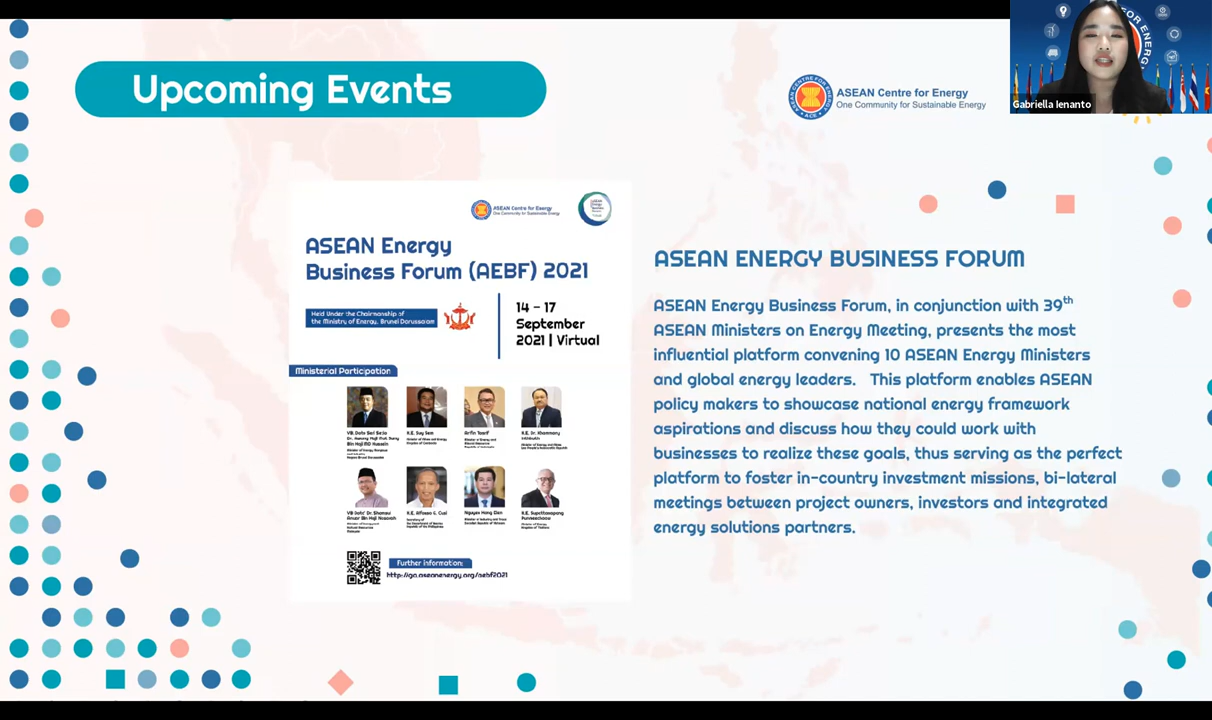 Upcoming Events
ASEAN Centre for Energy
One Community for Sustainable Energy
Gabriella Ienanto
ASEAN Centre for Energy
One Community for Sustainable Energy
ASEAN Energy
Business Forum (AEBF) 2021
Held Under the Chairmanship of
the Ministry of Energy, Brunei Darussalam
14 – 17
September
2021 | Virtual
Ministerial Participation
H.E. Suy Sem
Arifin Tasrif
H.E. Dr. Khammany
H.E. Alfonso G. Cusi
Nguyen Hong Dien
H.E. Supattanapong
Punmeechaow
Further Information:
http://go.aseanenergy.org/aebf2021
ASEAN ENERGY BUSINESS FORUM
ASEAN Energy Business Forum, in conjunction with 39th
ASEAN Ministers on Energy Meeting, presents the most
influential platform convening 10 ASEAN Energy Ministers
and global energy leaders. This platform enables ASEAN
policy makers to showcase national energy framework
aspirations and discuss how they could work with
businesses to realize these goals, thus serving as the perfect
platform to foster in-country investment missions, bi-lateral
meetings between project owners, investors and integrated
energy solutions partners.